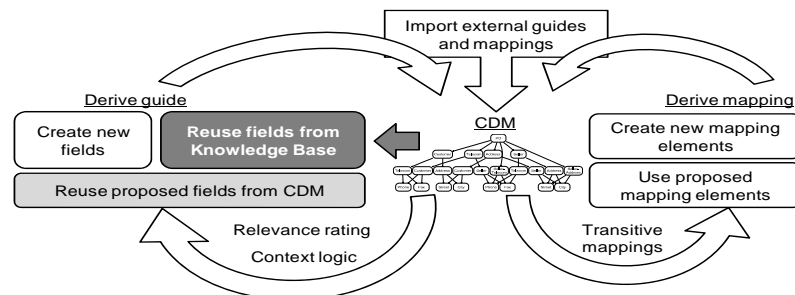 Import external guides
and mappings
Derive guide
Create new
fields
Reuse fields from
Knowledge Base
Reuse proposed fields from CDM
CDM
Derive mapping
Create new mapping
elements
Use proposed
mapping elements
Relevance rating
Context logic
Transitive
mappings